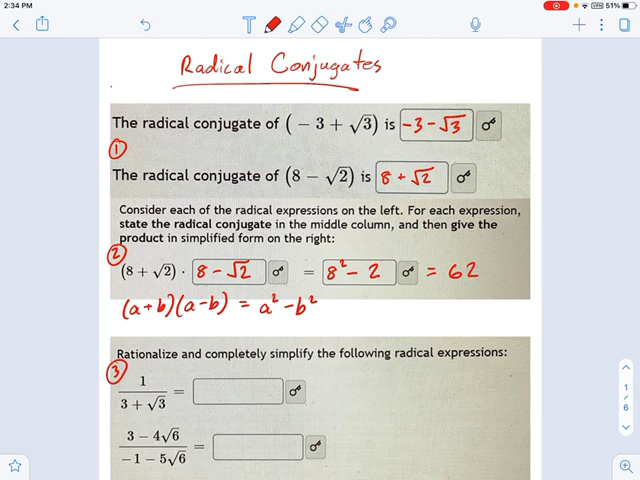 2:34 PM
VPN 51%
T
Radical Conjugates
The radical conjugate of (−3 + √3) is −3 − √3
①
The radical conjugate of (8 − √2) is 8 + √2
Consider each of the radical expressions on the left. For each expression,
state the radical conjugate in the middle column, and then give the
product in simplified form on the right:
②
(8 + √2) · 8 − √2 = 8² − 2 = 62
(a+b)(a−b) = a² − b²
Rationalize and completely simplify the following radical expressions:
③
1 / (3 + √3) =
(3 − 4√6) / (−1 − 5√6) =
1
/
6